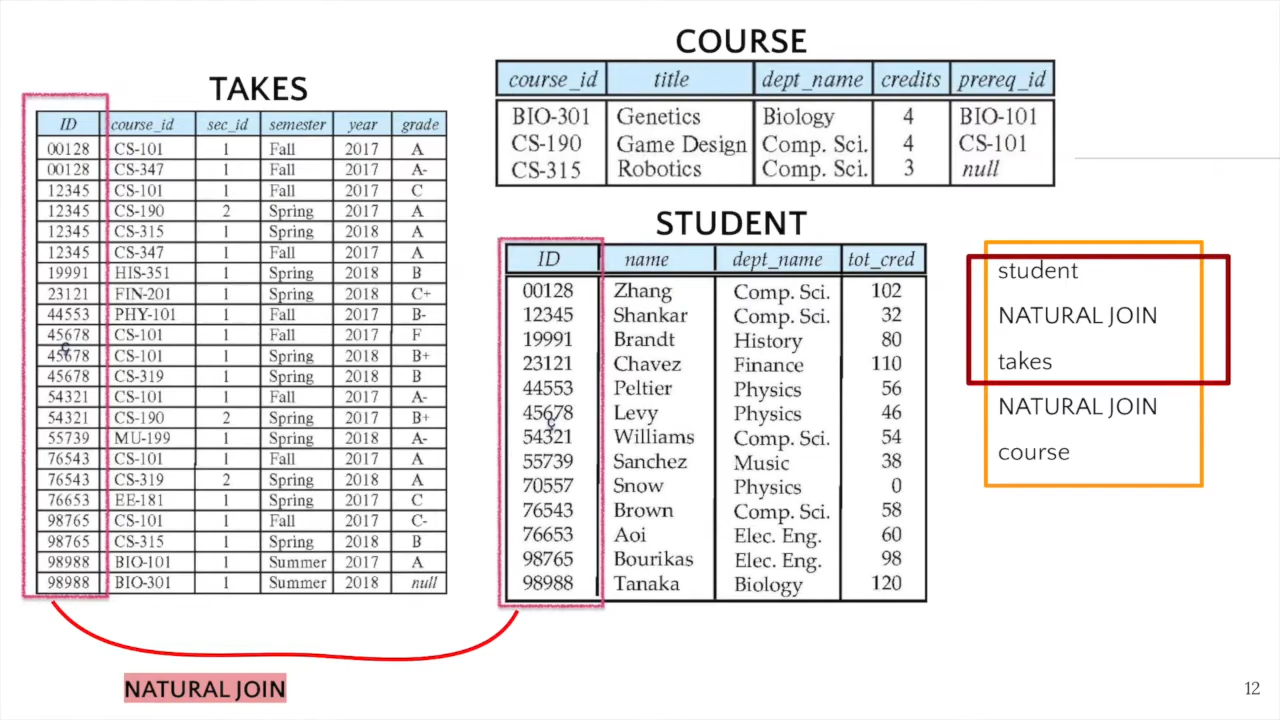 TAKES
ID course_id sec_id semester year grade
00128 CS-101 1 Fall 2017 A
00128 CS-347 1 Fall 2017 A-
12345 CS-101 1 Fall 2017 C
12345 CS-190 2 Spring 2017 A
12345 CS-315 1 Spring 2018 A
12345 CS-347 1 Fall 2017 A
19991 HIS-351 1 Spring 2018 B
23121 FIN-201 1 Spring 2018 C+
44553 PHY-101 1 Fall 2017 B-
45678 CS-101 1 Fall 2017 F
45678 CS-101 1 Spring 2018 B+
45678 CS-319 1 Spring 2018 B
54321 CS-101 1 Fall 2017 A-
54321 CS-190 2 Spring 2017 B+
55739 MU-199 1 Spring 2018 A-
76543 CS-101 1 Fall 2017 A
76543 CS-319 2 Spring 2018 A
76653 EE-181 1 Spring 2017 C
98765 CS-101 1 Fall 2017 C-
98765 CS-315 1 Spring 2018 B
98988 BIO-101 1 Summer 2017 A
98988 BIO-301 1 Summer 2018 null
COURSE
course_id title dept_name credits prereq_id
BIO-301 Genetics Biology 4 BIO-101
CS-190 Game Design Comp. Sci. 4 CS-101
CS-315 Robotics Comp. Sci. 3 null
STUDENT
ID name dept_name tot_cred
00128 Zhang Comp. Sci. 102
12345 Shankar Comp. Sci. 32
19991 Brandt History 80
23121 Chavez Finance 110
44553 Peltier Physics 56
45678 Levy Physics 46
54321 Williams Comp. Sci. 54
55739 Sanchez Music 38
70557 Snow Physics 0
76543 Brown Comp. Sci. 58
76653 Aoi Elec. Eng. 60
98765 Bourikas Elec. Eng. 98
98988 Tanaka Biology 120
student
NATURAL JOIN
takes
NATURAL JOIN
course
NATURAL JOIN
12